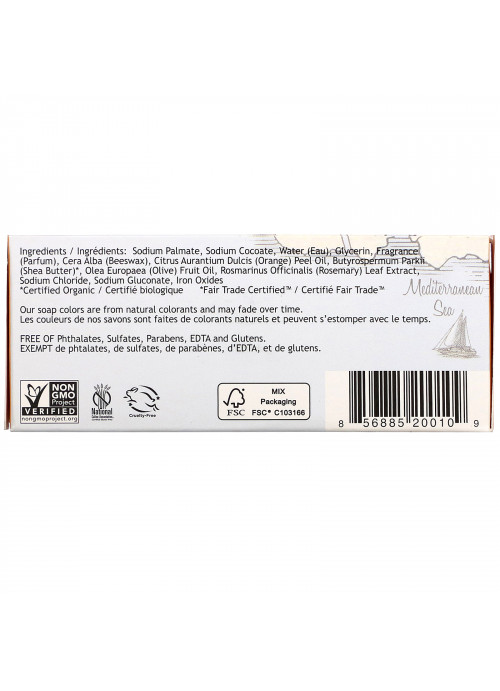 Ingredients / Ingrédients: Sodium Palmate, Sodium Cocoate, Water (Eau), Glycerin, Fragrance
(Parfum), Cera Alba (Beeswax), Citrus Aurantium Dulcis (Orange) Peel Oil, Butyrospermum Parkii
(Shea Butter)*, Olea Europaea (Olive) Fruit Oil, Rosmarinus Officinalis (Rosemary) Leaf Extract,
Sodium Chloride, Sodium Gluconate, Iron Oxides
*Certified Organic / Certifié biologique *Fair Trade Certified™ / Certifié Fair Trade™
Mediterranean
Sea
Our soap colors are from natural colorants and may fade over time.
Les couleurs de nos savons sont faites de colorants naturels et peuvent s'estomper avec le temps.
FREE OF Phthalates, Sulfates, Parabens, EDTA and Glutens.
EXEMPT de phtalates, de sulfates, de parabènes, d'EDTA, et de glutens.
NON
GMO
Project
VERIFIED
nongmoproject.org
National
Cruelty-Free
FSC
MIX
Packaging
FSC® C103166
8 56885 20010 9